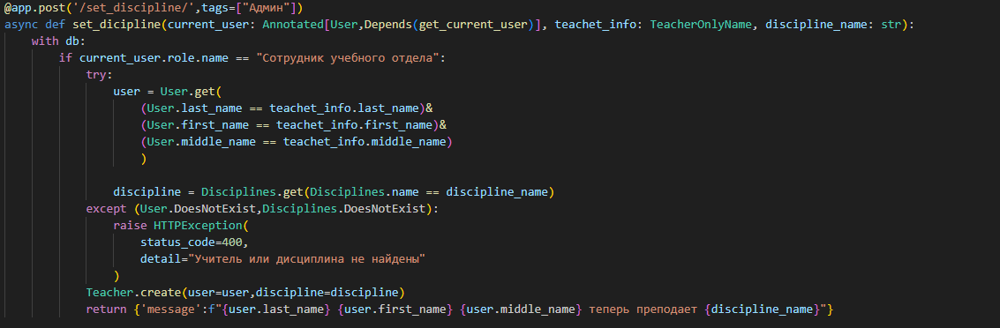 @app.post('/set_discipline/',tags=["Админ"])
async def set_dicipline(current_user: Annotated[User,Depends(get_current_user)], teachet_info: TeacherOnlyName, discipline_name: str):
    with db:
        if current_user.role.name == "Сотрудник учебного отдела":
            try:
                user = User.get(
                    (User.last_name == teachet_info.last_name)&
                    (User.first_name == teachet_info.first_name)&
                    (User.middle_name == teachet_info.middle_name)
                    )

                discipline = Disciplines.get(Disciplines.name == discipline_name)
            except (User.DoesNotExist,Disciplines.DoesNotExist):
                raise HTTPException(
                    status_code=400,
                    detail="Учитель или дисциплина не найдены"
                )
            Teacher.create(user=user,discipline=discipline)
            return {'message':f"{user.last_name} {user.first_name} {user.middle_name} теперь преподает {discipline_name}"}